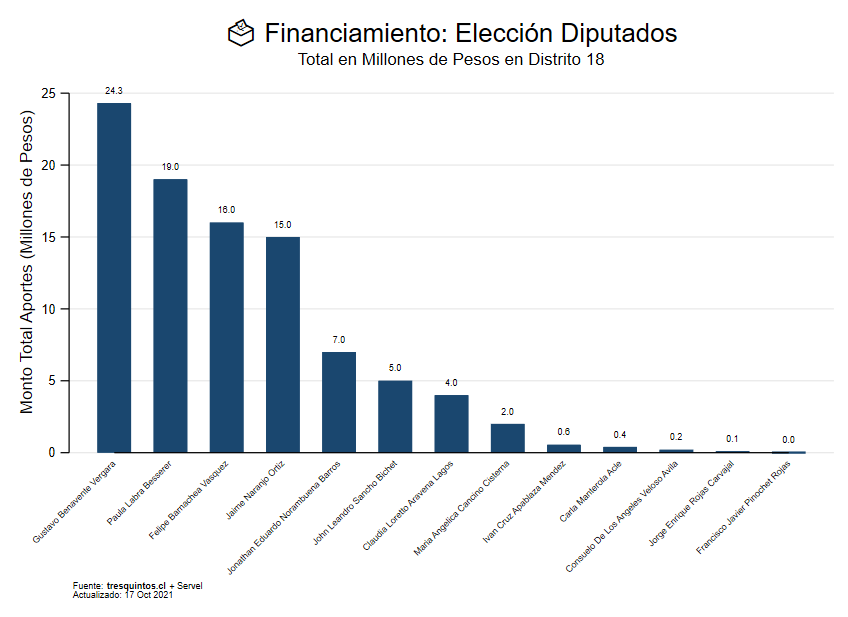 Financiamiento: Elección Diputados
Total en Millones de Pesos en Distrito 18
Monto Total Aportes (Millones de Pesos)
25
20
15
10
5
0
24.3
19.0
16.0
15.0
7.0
5.0
4.0
2.0
0.6
0.4
0.2
0.1
0.0
Gustavo Benavente Vergara
Paula Labra Besserer
Felipe Barnachea Vasquez
Jaime Naranjo Ortiz
Jonathan Eduardo Norambuena Barros
John Leandro Sancho Bichet
Claudia Loretto Aravena Lagos
Maria Angelica Cancino Cisterna
Ivan Cruz Apablaza Mendez
Carla Manterola Acle
Consuelo De Los Angeles Veloso Avila
Jorge Enrique Rojas Carvajal
Francisco Javier Pinochet Rojas
Fuente: tresquintos.cl + Servel
Actualizado: 17 Oct 2021